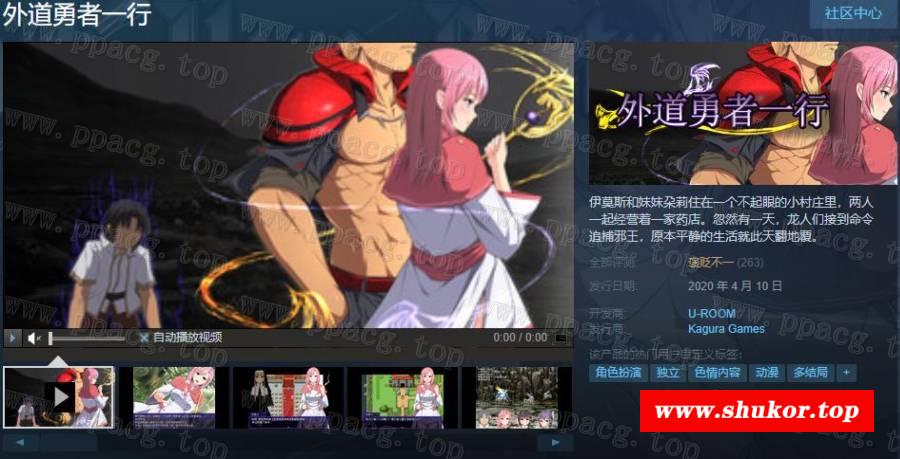 外道勇者一行
社区中心
外道勇者一行
伊莫斯和妹妹朵莉住在一个不起眼的小村庄里，两人
一起经营着一家药店。忽然有一天，龙人们接到命令
追捕邪王，原本平静的生活就此天翻地覆。
全部评测: 褒贬不一 (263)
发行日期: 2020 年 4 月 10 日
开发商: U-ROOM
发行商: Kagura Games
该产品的热门用户自定义标签：
角色扮演 独立 色情内容 动漫 多结局 +
自动播放视频 0:00 / 0:00
www.shukor.top
www.ppacg.top